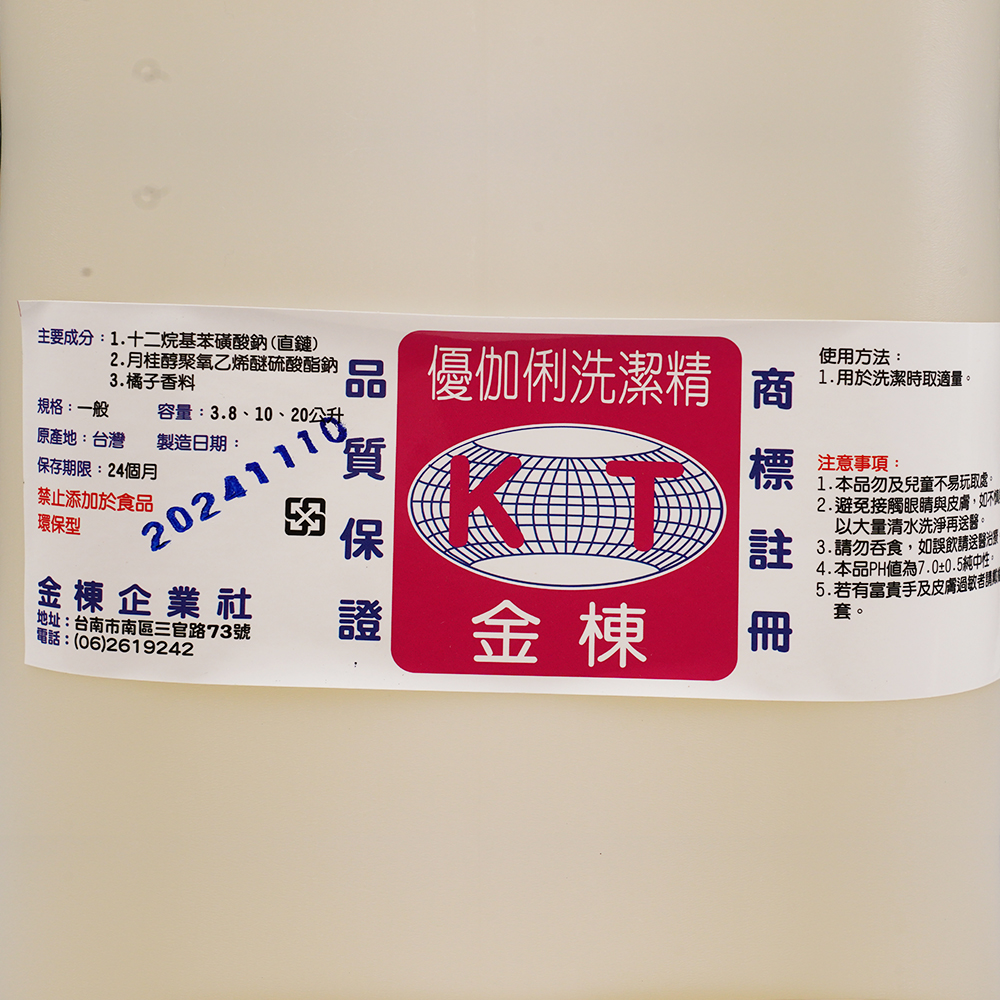 主要成分：1.十二烷基苯磺酸鈉(直鏈)
2.月桂醇聚氧乙烯醚硫酸酯鈉
3.橘子香料
規格：一般 容量：3.8、10、20公升
原產地：台灣 製造日期：
20241110
保存期限：24個月
禁止添加於食品
環保型
金棟企業社
地址：台南市南區三官路73號
電話：(06)2619242
品質保證
優伽俐洗潔精
KT
金棟
商標註冊
使用方法：
1.用於洗潔時取適量。
注意事項：
1.本品勿及兒童不易玩取處。
2.避免接觸眼睛與皮膚，如不慎
以大量清水洗淨再送醫。
3.請勿吞食，如誤飲請送醫治療
4.本品PH值為7.0±0.5純中性。
5.若有富貴手及皮膚過敏者請
套。